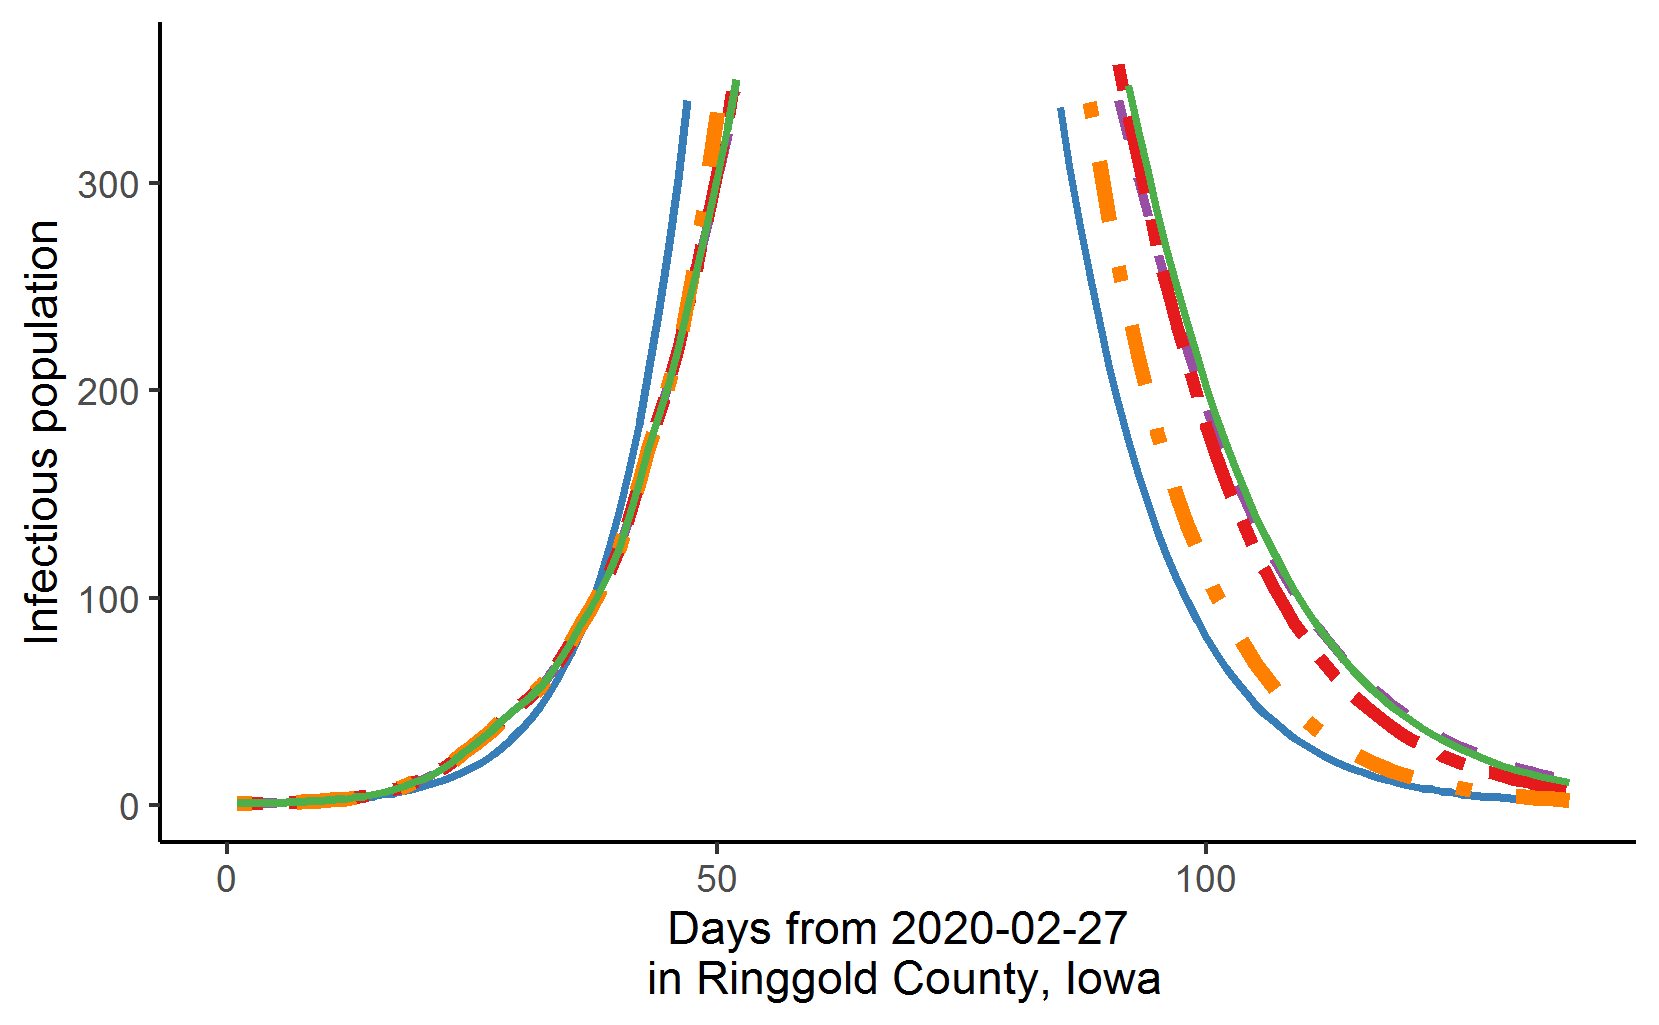 Infectious population
300
200
100
0
0 50 100
Days from 2020-02-27
in Ringgold County, Iowa